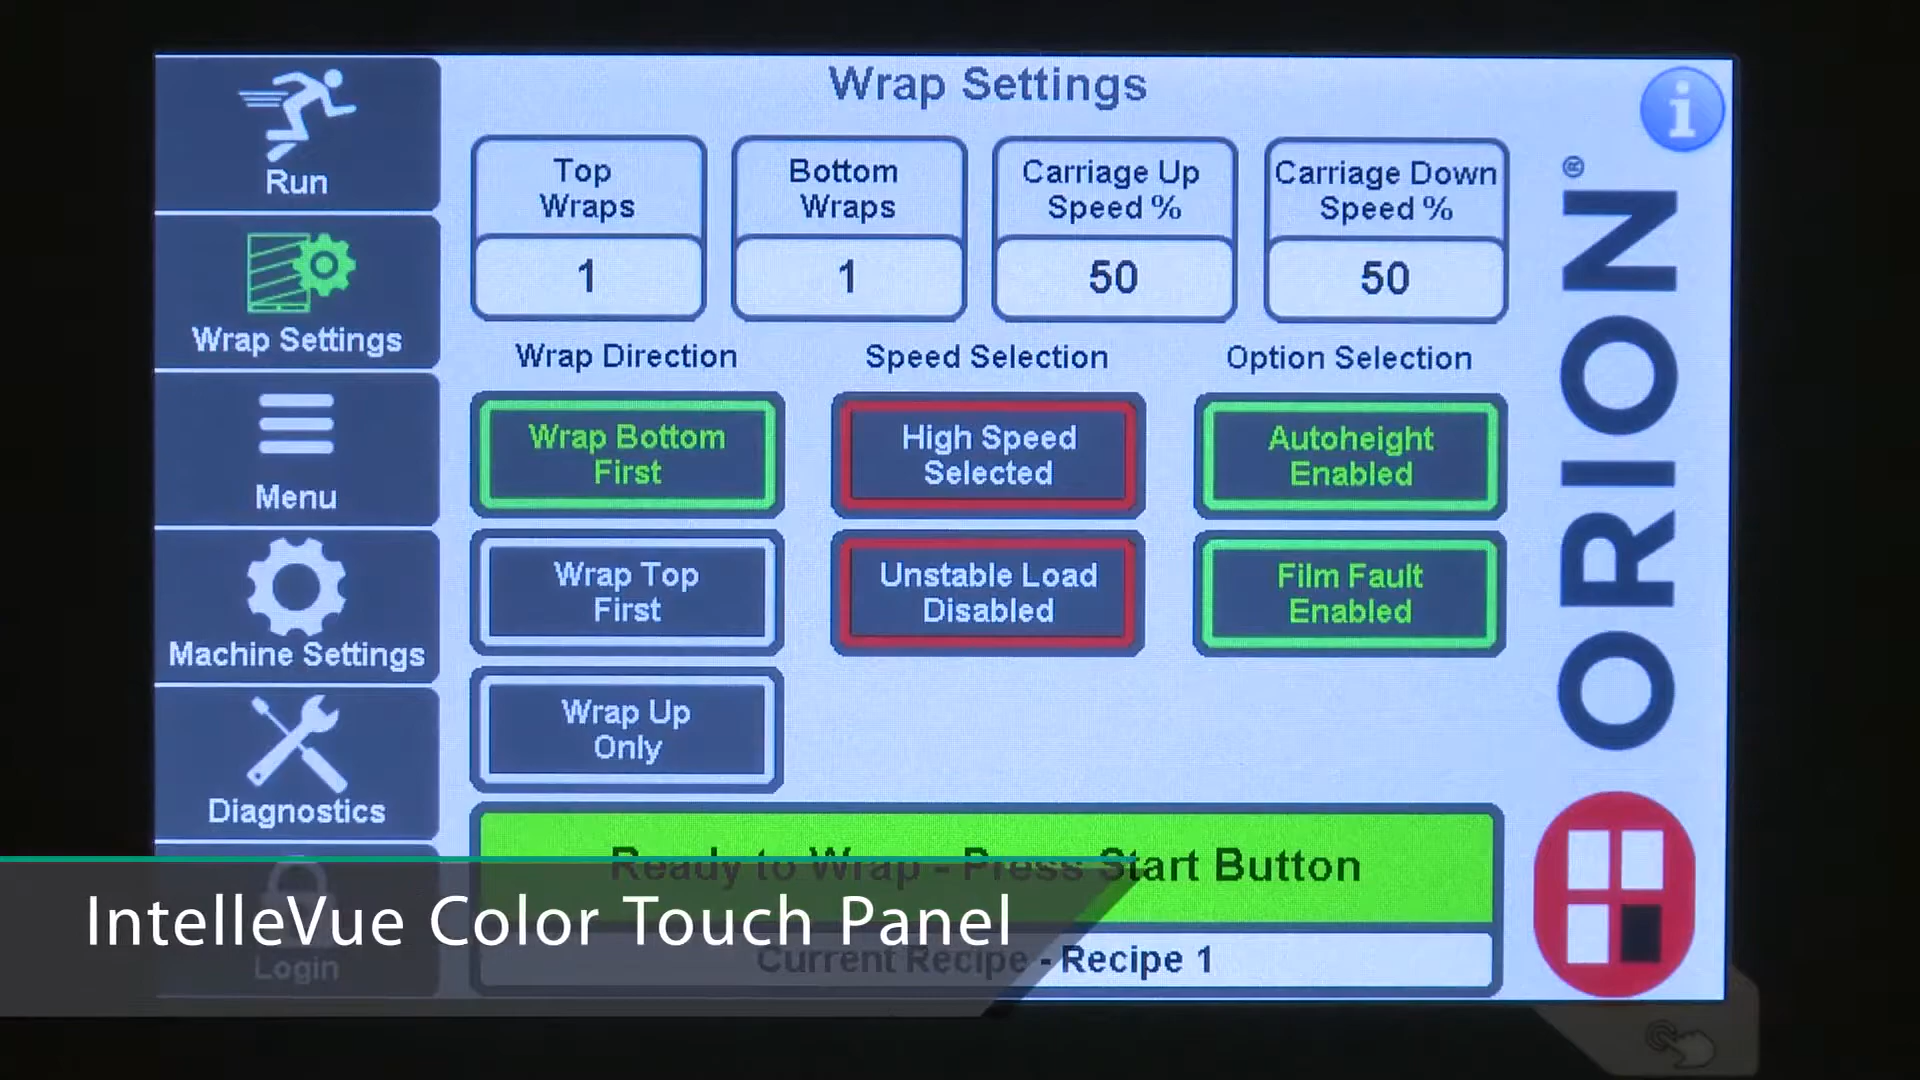 Wrap Settings
Run
Wrap Settings
Menu
Machine Settings
Diagnostics
Login
Top
Wraps
1
Bottom
Wraps
1
Carriage Up
Speed %
50
Carriage Down
Speed %
50
Wrap Direction
Wrap Bottom
First
Wrap Top
First
Wrap Up
Only
Speed Selection
High Speed
Selected
Unstable Load
Disabled
Option Selection
Autoheight
Enabled
Film Fault
Enabled
Ready to Wrap - Press Start Button
Current Recipe - Recipe 1
i
ORION®
IntelleVue Color Touch Panel